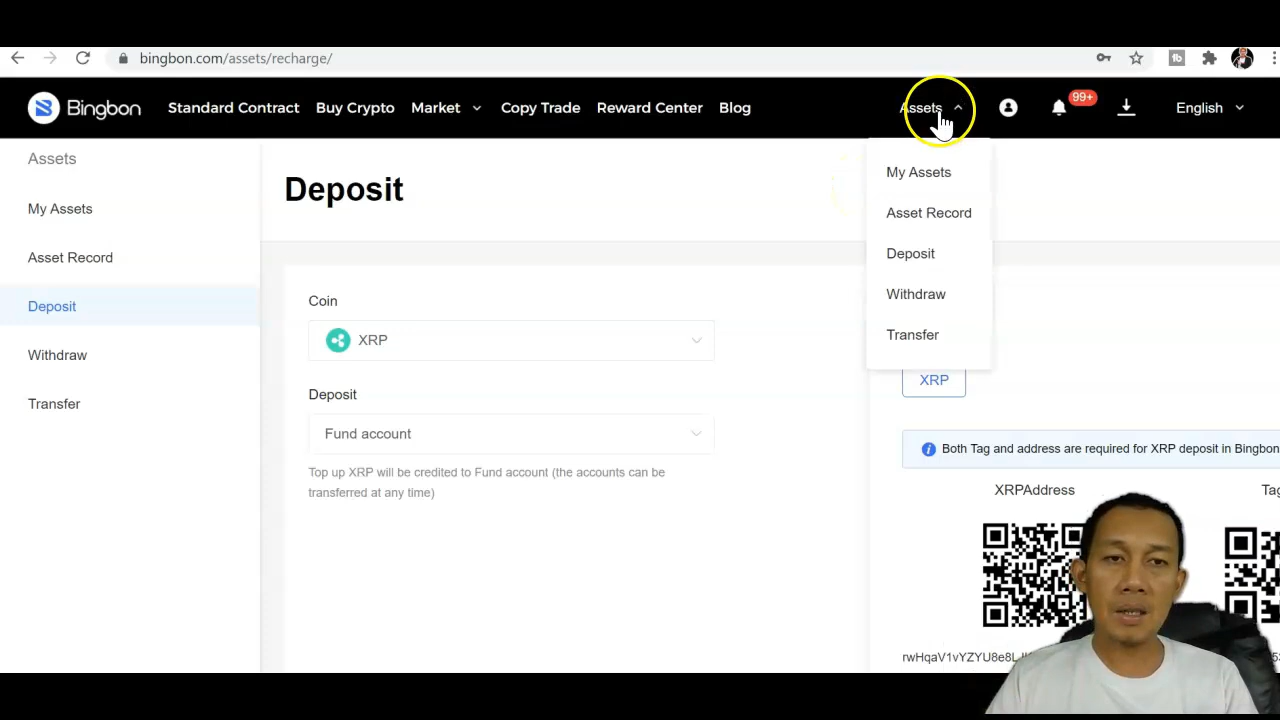 bingbon.com/assets/recharge/
Bingbon
Standard Contract
Buy Crypto
Market
Copy Trade
Reward Center
Blog
Assets
99+
English
Assets
My Assets
Asset Record
Deposit
Withdraw
Transfer
Deposit
My Assets
Asset Record
Deposit
Withdraw
Transfer
Coin
XRP
Deposit
Fund account
Top up XRP will be credited to Fund account (the accounts can be
transferred at any time)
XRP
Both Tag and address are required for XRP deposit in Bingbon
XRPAddress